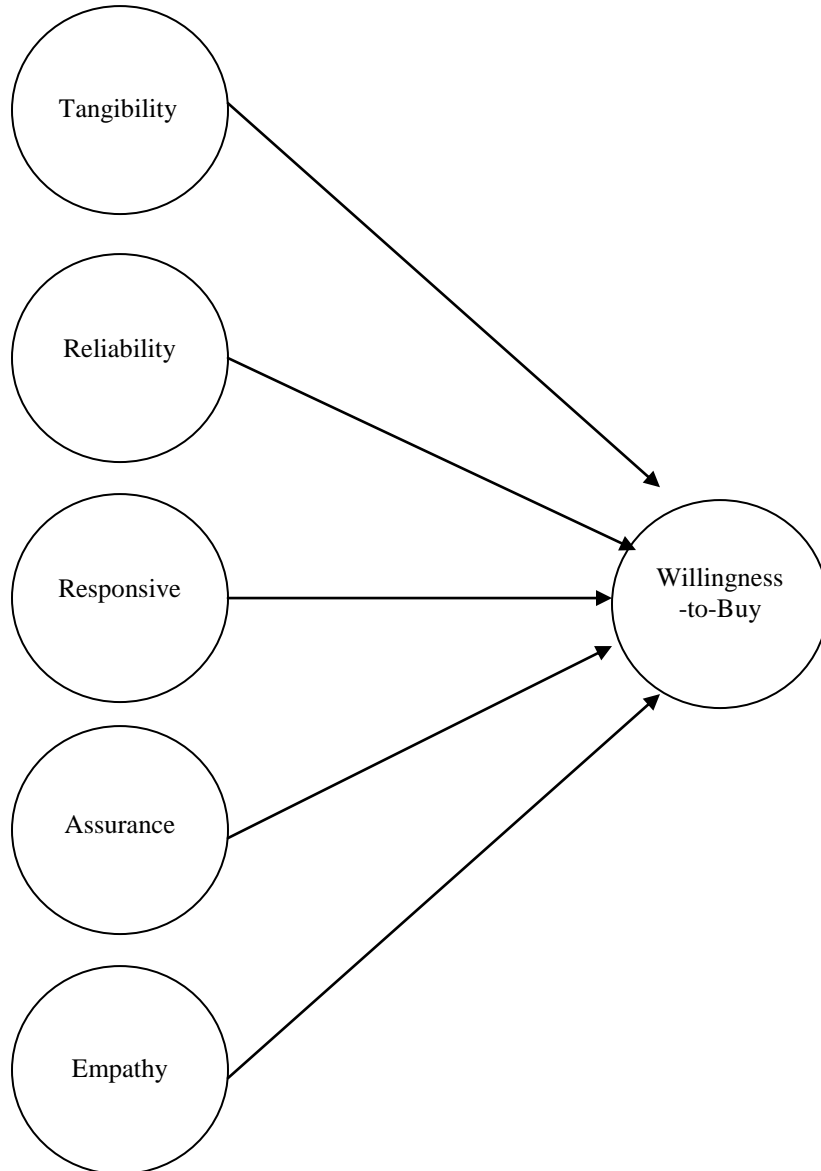 Tangibility
Reliability
Responsive
Willingness
-to-Buy
Assurance
Empathy